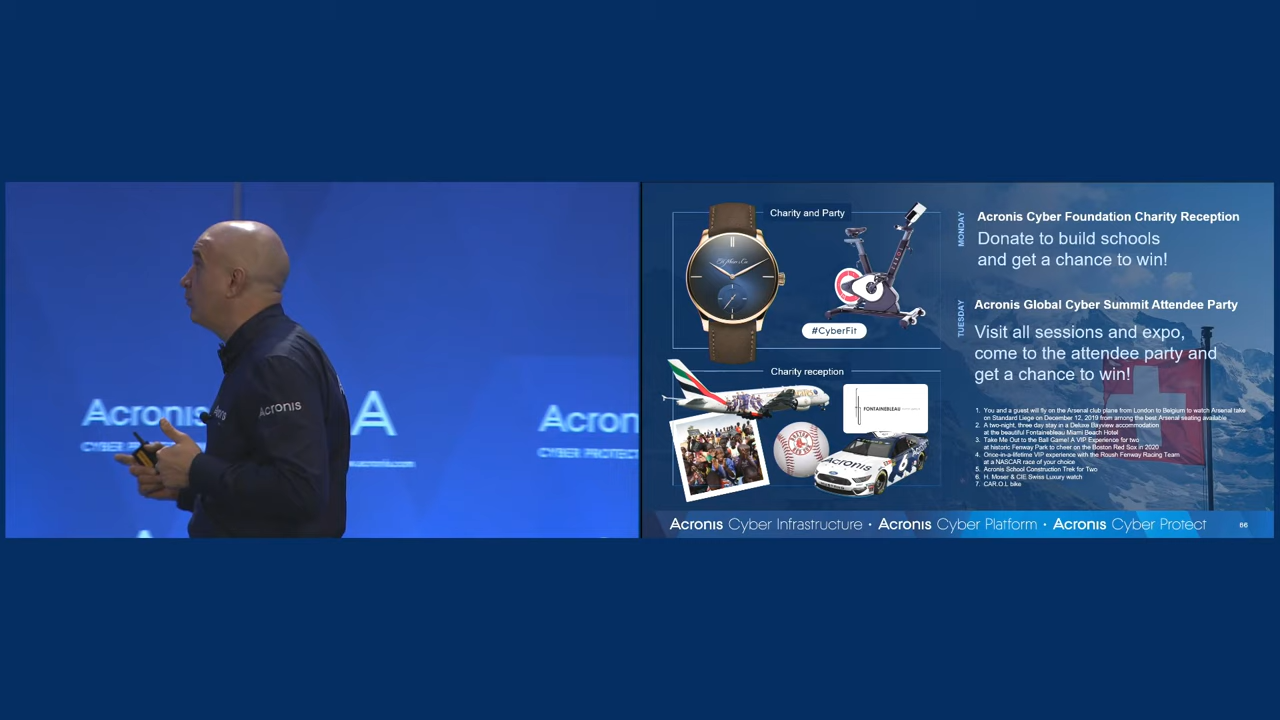 Acronis
Acronis
CYBER
A
Acron
CYBER PROTECT
Charity and Party
#CyberFit
Charity reception
FONTAINEBLEAU
Acronis
6
MONDAY
Acronis Cyber Foundation Charity Reception
Donate to build schools
and get a chance to win!
TUESDAY
Acronis Global Cyber Summit Attendee Party
Visit all sessions and expo,
come to the attendee party and
get a chance to win!
1. You and a guest will fly on the Arsenal club plane from London to Belgium to watch Arsenal take
on Standard Liege on December 12, 2019 from among the best Arsenal seating available
2. A two-night, three day stay in a Deluxe Bayview accommodation
at the beautiful Fontainebleau Miami Beach Hotel
3. Take Me Out to the Ball Game! A VIP Experience for two
at historic Fenway Park to cheer on the Boston Red Sox in 2020
4. Once-in-a-lifetime VIP experience with the Roush Fenway Racing Team
at a NASCAR race of your choice
5. Acronis School Construction Trek for Two
6. H. Moser & CIE Swiss Luxury watch
7. CAR.O.L bike
Acronis Cyber Infrastructure · Acronis Cyber Platform · Acronis Cyber Protect
86